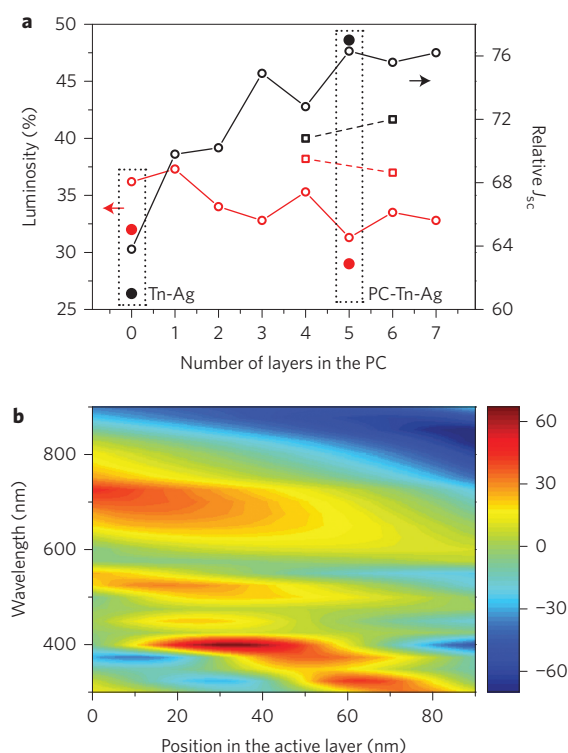 a
50
45
40
35
30
25
Luminosity (%)
76
72
68
64
60
Relative Jsc
Tn-Ag
PC-Tn-Ag
0 1 2 3 4 5 6 7
Number of layers in the PC
b
800
600
400
Wavelength (nm)
60
30
0
−30
−60
0 20 40 60 80
Position in the active layer (nm)